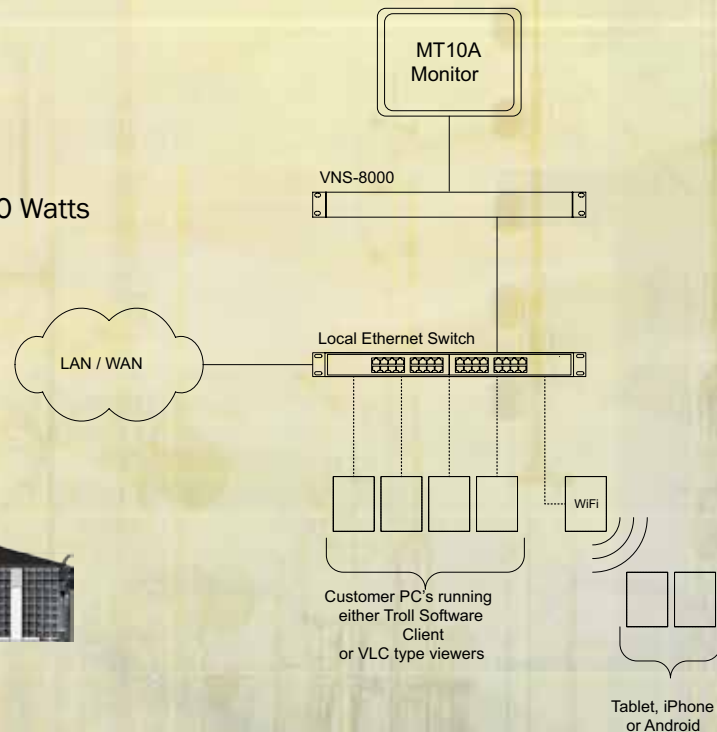 MT10A
Monitor
VNS-8000
0 Watts
Local Ethernet Switch
LAN / WAN
WiFi
Customer PC's running
either Troll Software
Client
or VLC type viewers
Tablet, iPhone
or Android